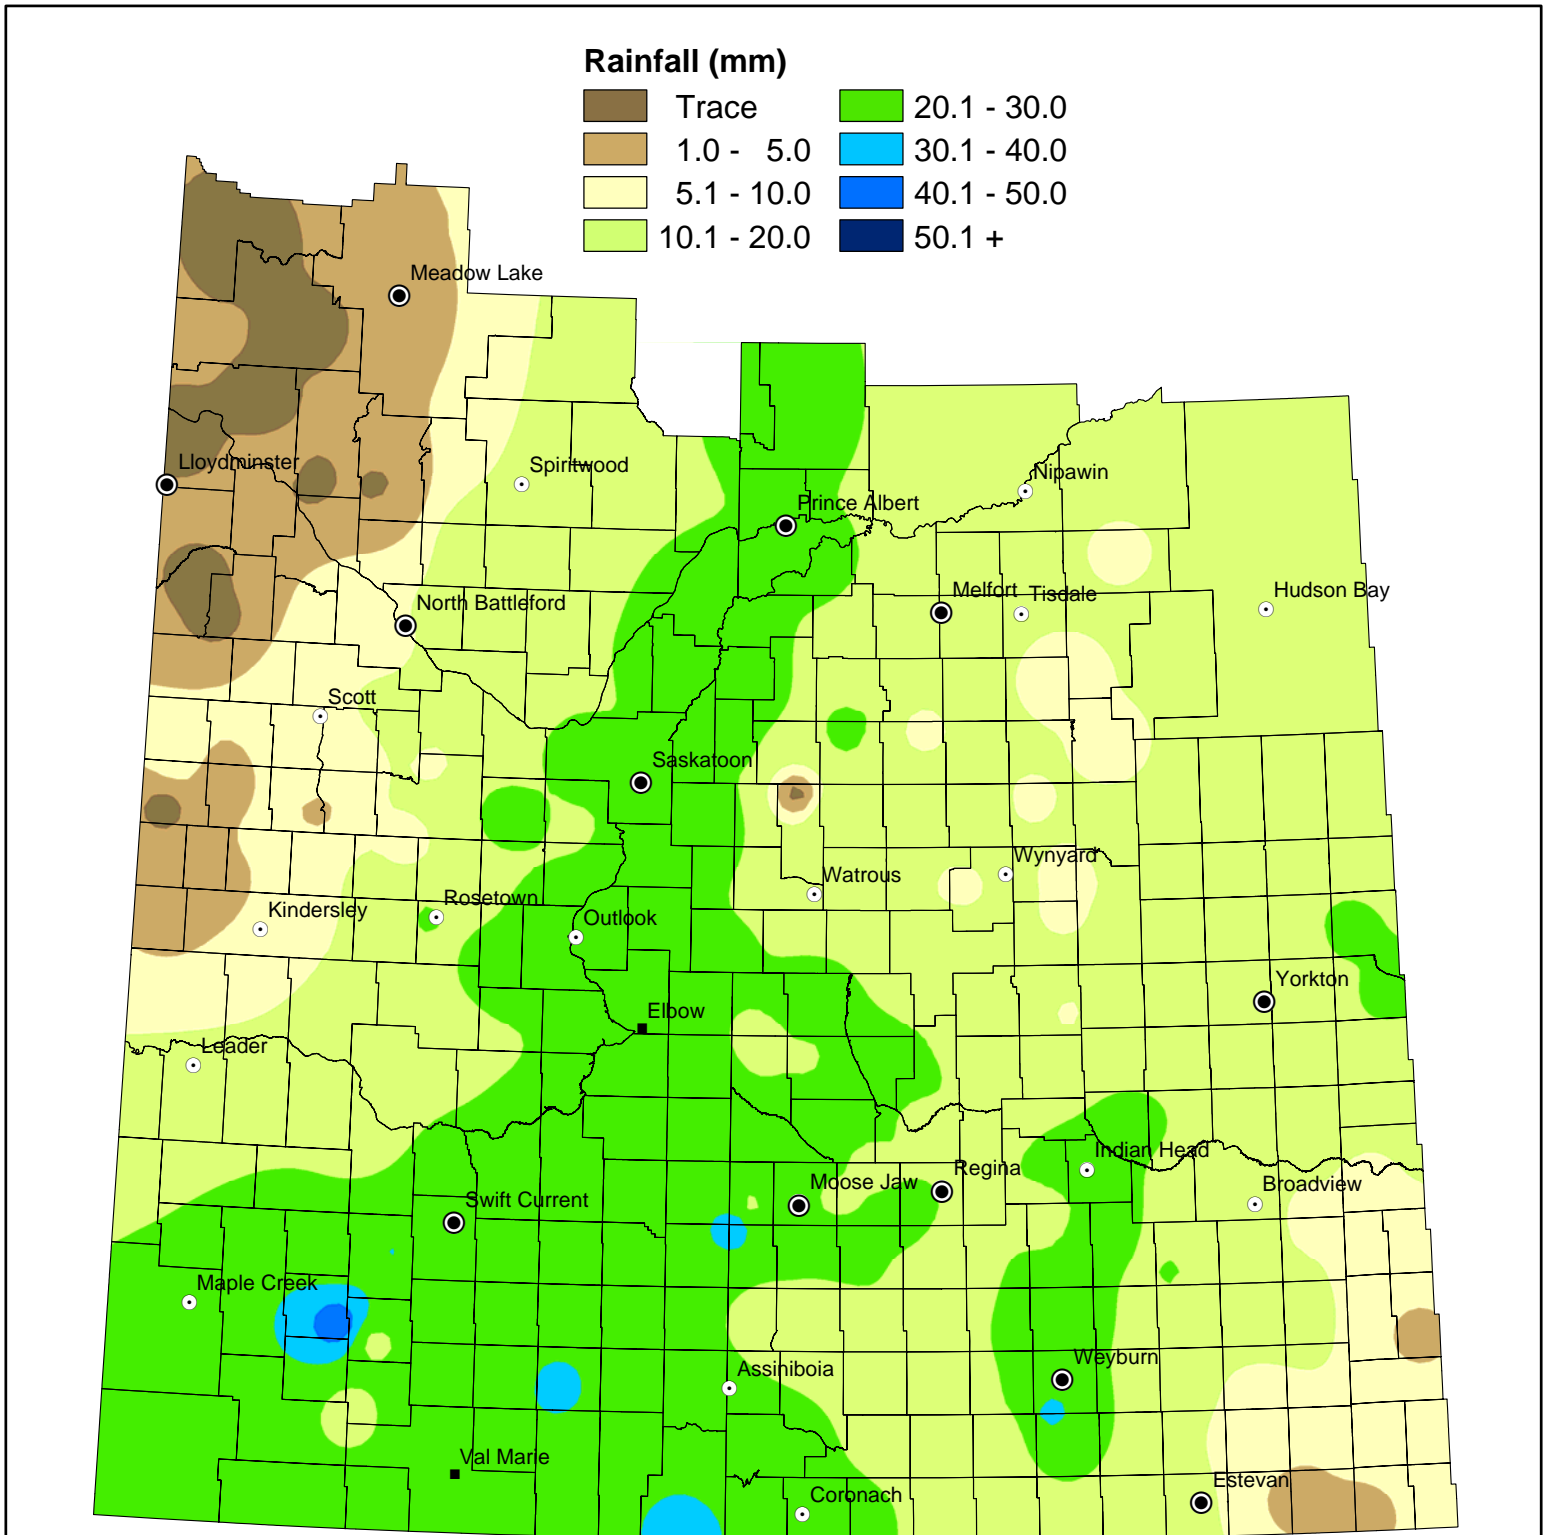 Rainfall (mm)
Trace
20.1 - 30.0
1.0 - 5.0
30.1 - 40.0
5.1 - 10.0
40.1 - 50.0
10.1 - 20.0
50.1 +
Meadow Lake
Lloydminster
Spiritwood
Nipawin
Prince Albert
Hudson Bay
Melfort
Tisdale
North Battleford
Scott
Saskatoon
Wynyard
Watrous
Rosetown
Kindersley
Outlook
Yorkton
Elbow
Leader
Indian Head
Regina
Moose Jaw
Broadview
Swift Current
Maple Creek
Weyburn
Assiniboia
Val Marie
Estevan
Coronach